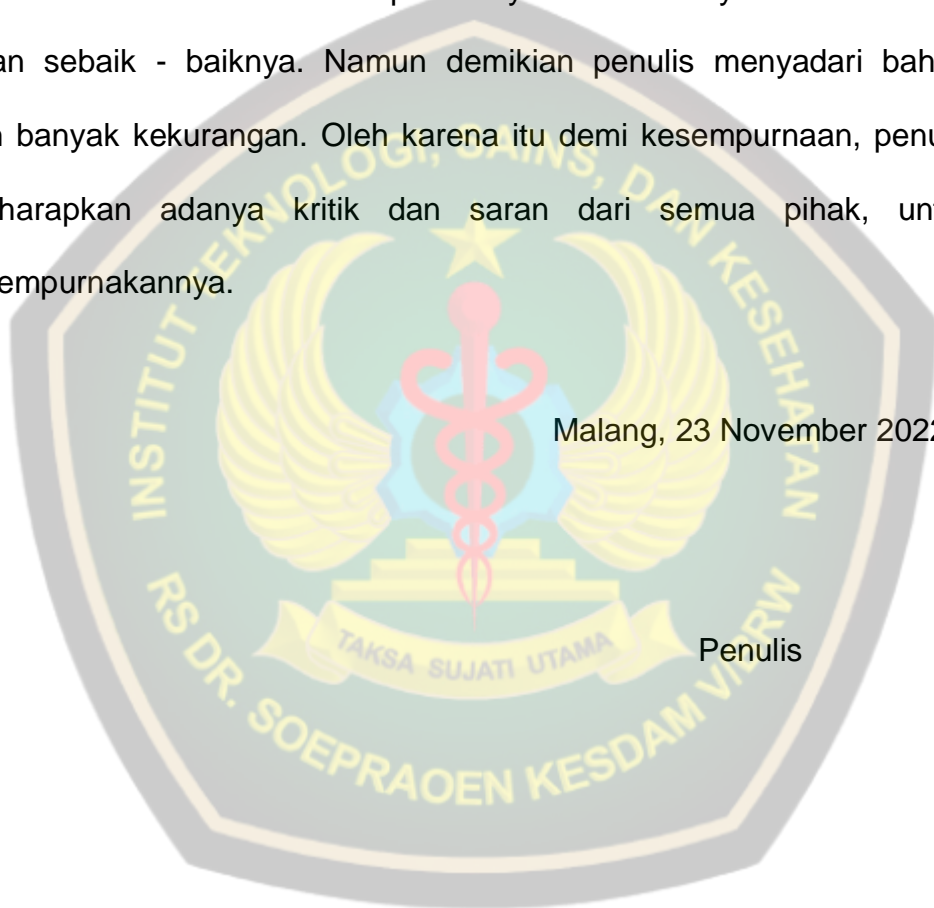 an sebaik - baiknya. Namun demikian penulis menyadari bah
banyak kekurangan. Oleh karena itu demi kesempurnaan, penu
harapkan adanya kritik dan saran dari semua pihak, un
empurnakannya.
Malang, 23 November 2022
Penulis
INSTITUT TEKNOLOGI, SAINS, DAN KESEHATAN
TAKSA SUJATI UTAMA
RS DR. SOEPRAOEN KESDAM V/BRW